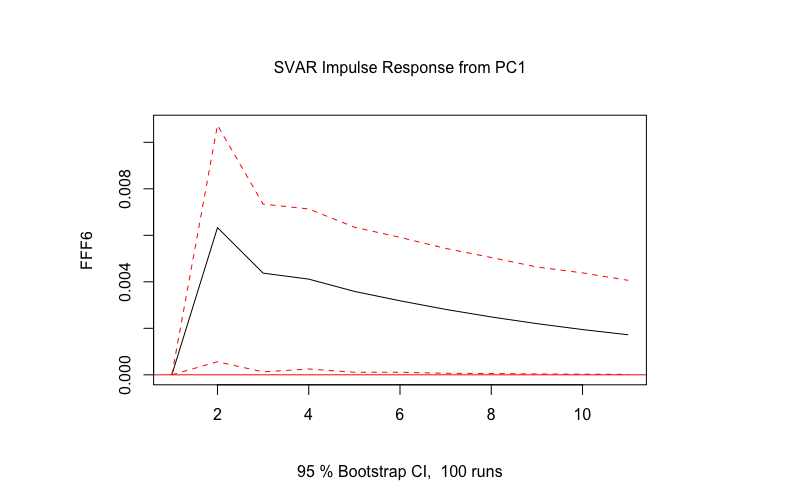 SVAR Impulse Response from PC1
FFF6
0.008
0.004
0.000
2 4 6 8 10
95 % Bootstrap CI,  100 runs